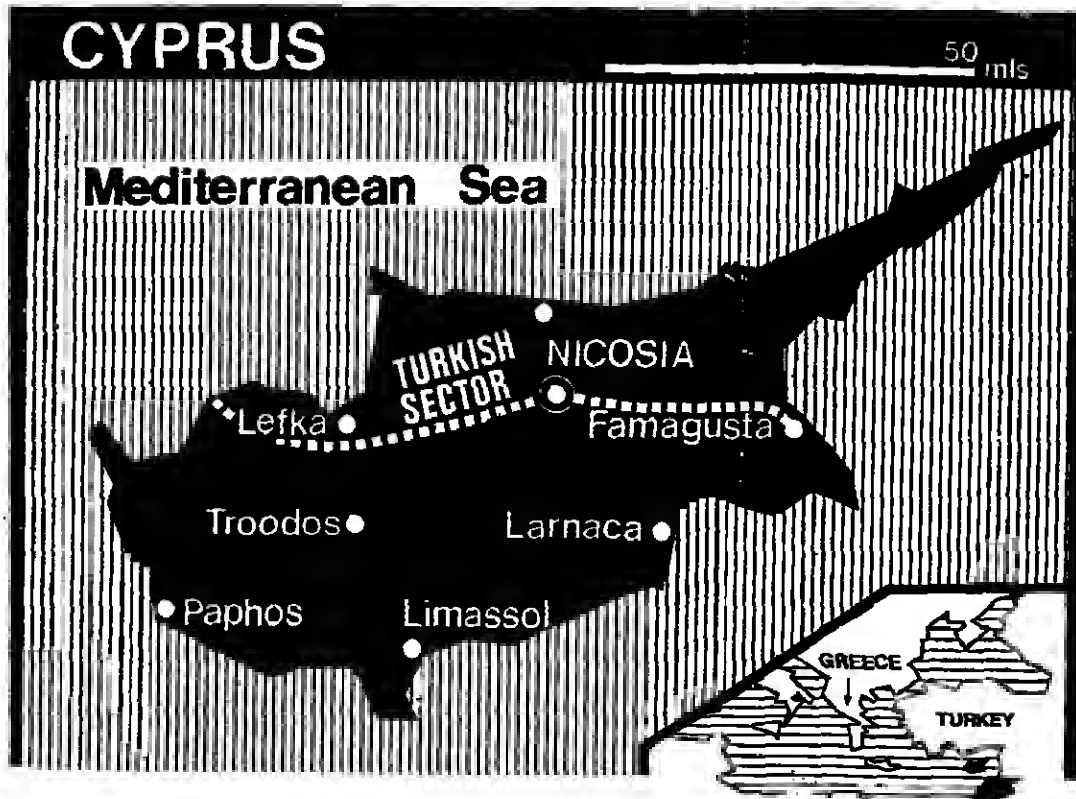 CYPRUS
50
mls
Mediterranean Sea
TURKISH
SECTOR
NICOSIA
Lefka
Famagusta
Troodos
Larnaca
Paphos
Limassol
GREECE
TURKEY